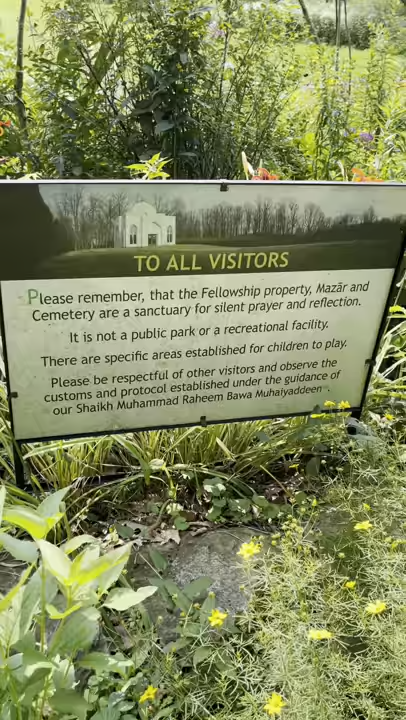 TO ALL VISITORS
Please remember, that the Fellowship property, Mazār and
Cemetery are a sanctuary for silent prayer and reflection.
It is not a public park or a recreational facility.
There are specific areas established for children to play.
Please be respectful of other visitors and observe the
customs and protocol established under the guidance of
our Shaikh Muhammad Raheem Bawa Muhaiyaddeen